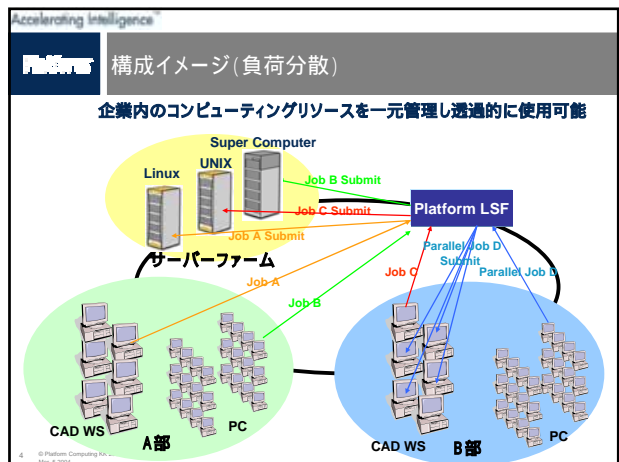 Accelerating Intelligence™
Platform
構成イメージ(負荷分散)
企業内のコンピューティングリソースを一元管理し透過的に使用可能
Super Computer
UNIX
Linux
Job B Submit
Platform LSF
Job C Submit
Job A Submit
サーバーファーム
Parallel Job D
Submit
Job A
Job C
Parallel Job D
Job B
CAD WS
A部
PC
CAD WS
B部
PC
4
© Platform Computing KK